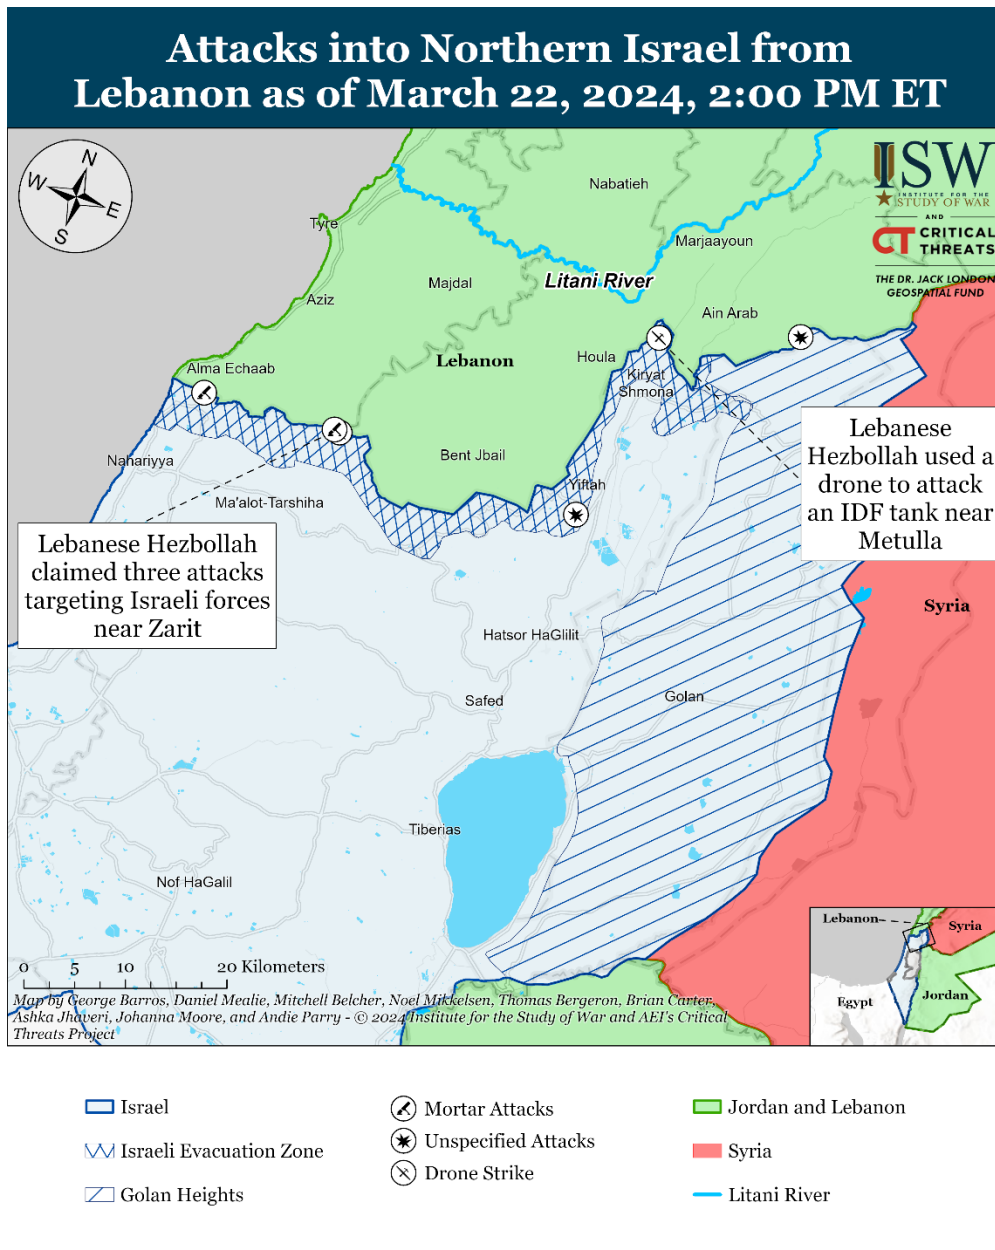 Attacks into Northern Israel from
Lebanon as of March 22, 2024, 2:00 PM ET
N
W
E
S
ISW
INSTITUTE FOR THE
STUDY OF WAR
AND
CT CRITICAL
THREATS
THE DR. JACK LONDON
GEOSPATIAL FUND
Nabatieh
Tyre
Marjaayoun
Majdal
Litani River
Aziz
Ain Arab
Lebanon
Houla
Alma Echaab
Kiryat
Shmona
Lebanese
Hezbollah used a
drone to attack
an IDF tank near
Metulla
Nahariyya
Bent Jbail
Yiftah
Ma'alot-Tarshiha
Lebanese Hezbollah
claimed three attacks
targeting Israeli forces
near Zarit
Syria
Hatsor HaGlilit
Safed
Golan
Tiberias
Nof HaGalil
Lebanon
Syria
Egypt
Jordan
0 5 10 20 Kilometers
Map by George Barros, Daniel Mealie, Mitchell Belcher, Noel Mikkelsen, Thomas Bergeron, Brian Carter,
Ashka Jhaveri, Johanna Moore, and Andie Parry - © 2024 Institute for the Study of War and AEI's Critical
Threats Project
Israel
Israeli Evacuation Zone
Golan Heights
Mortar Attacks
Unspecified Attacks
Drone Strike
Jordan and Lebanon
Syria
Litani River